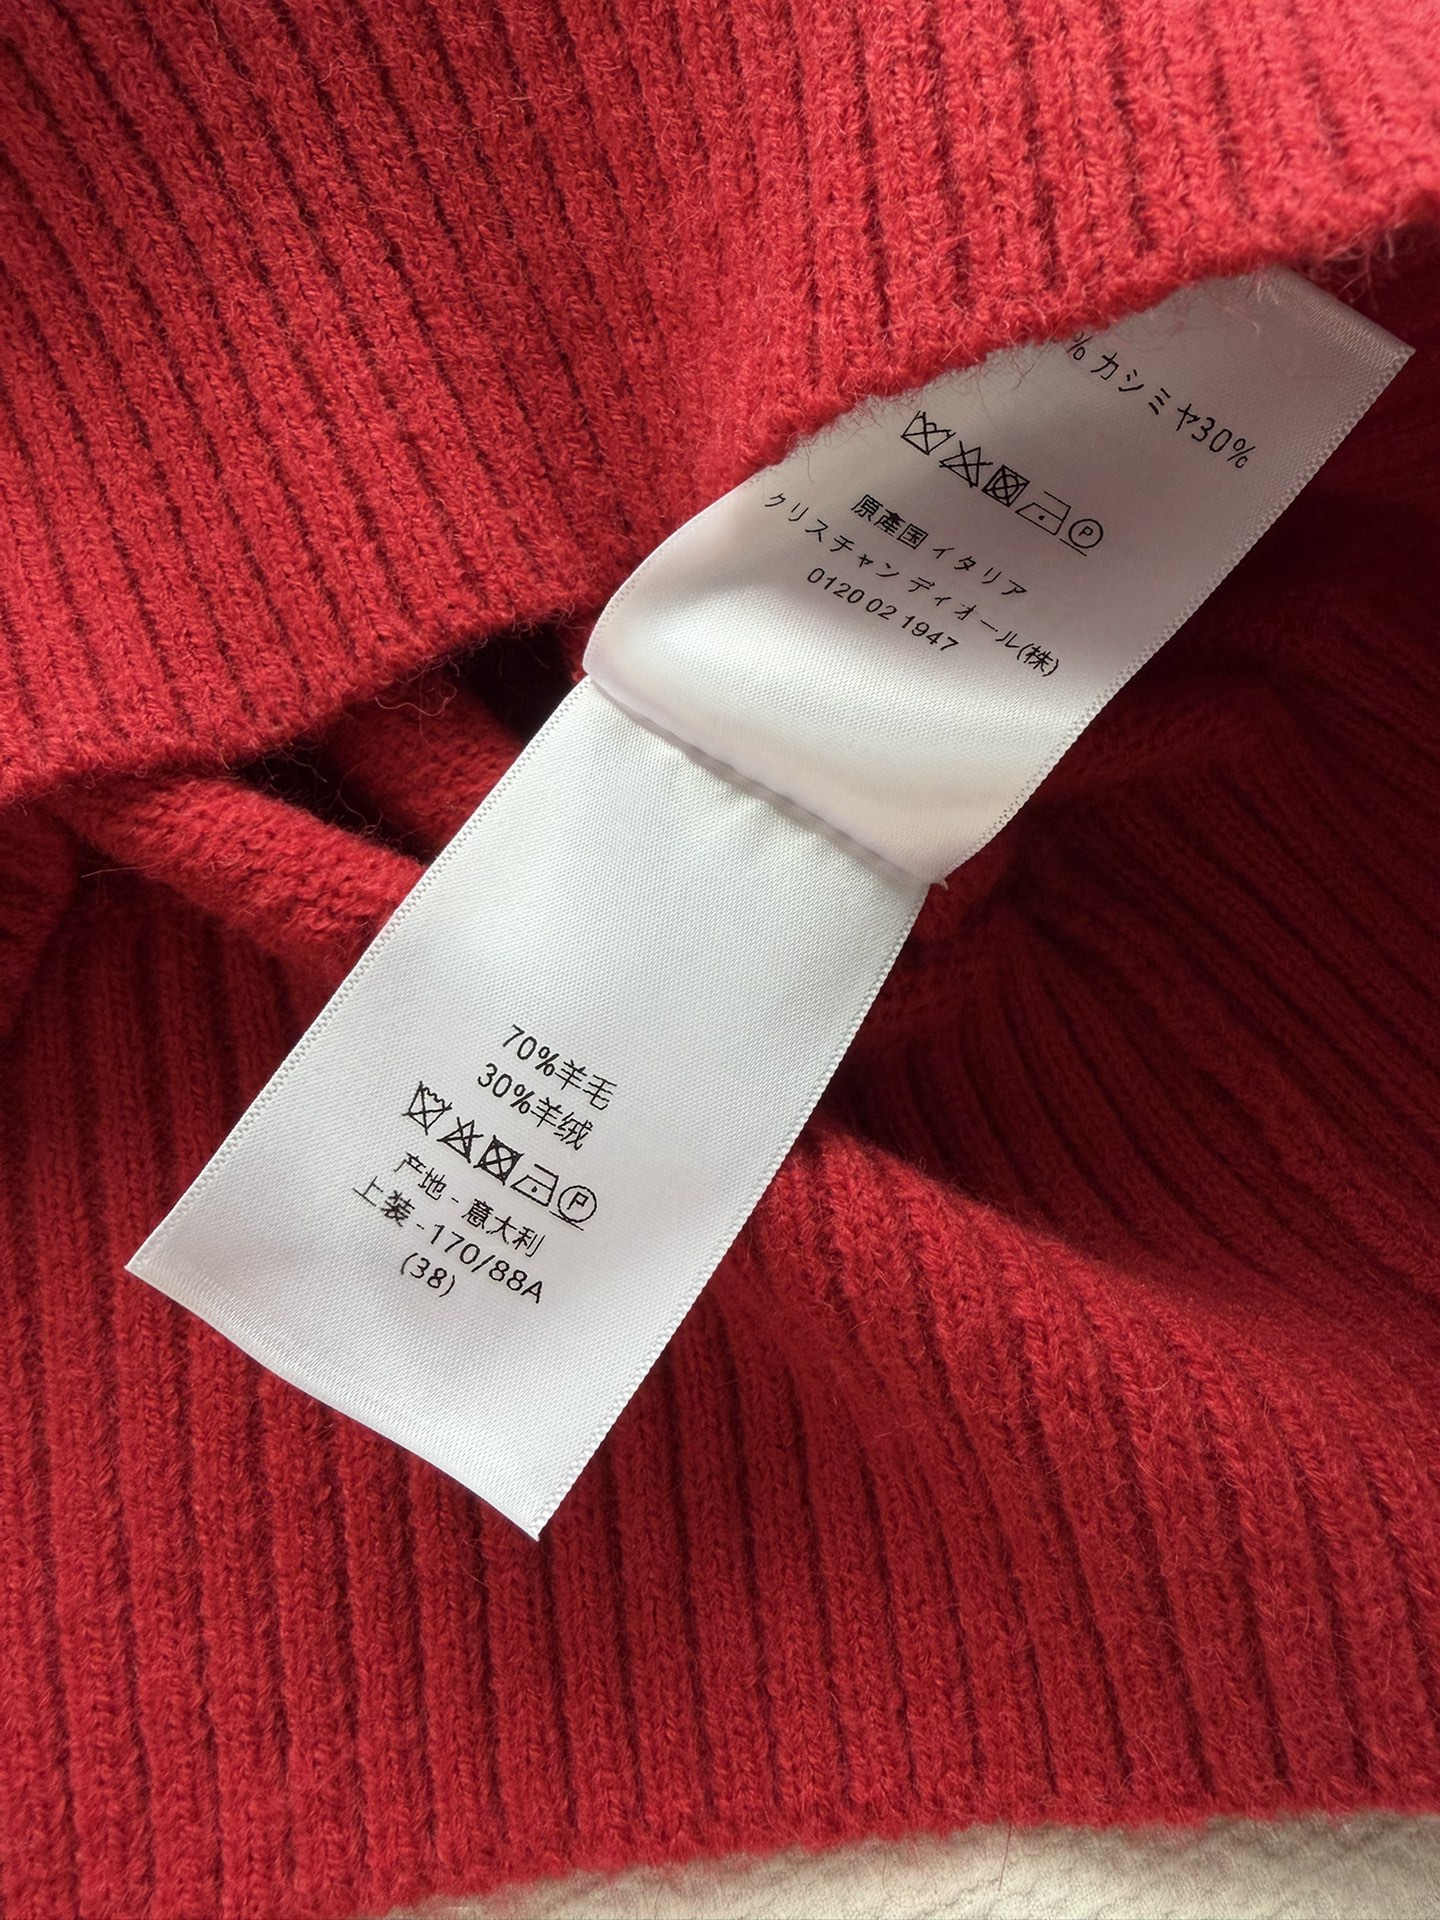 % カシミヤ30%
P
原産国 イタリア
クリスチャン ディオール(株)
0120 02 1947
70%羊毛
30%羊绒
P
产地 - 意大利
上装 - 170/88A
(38)